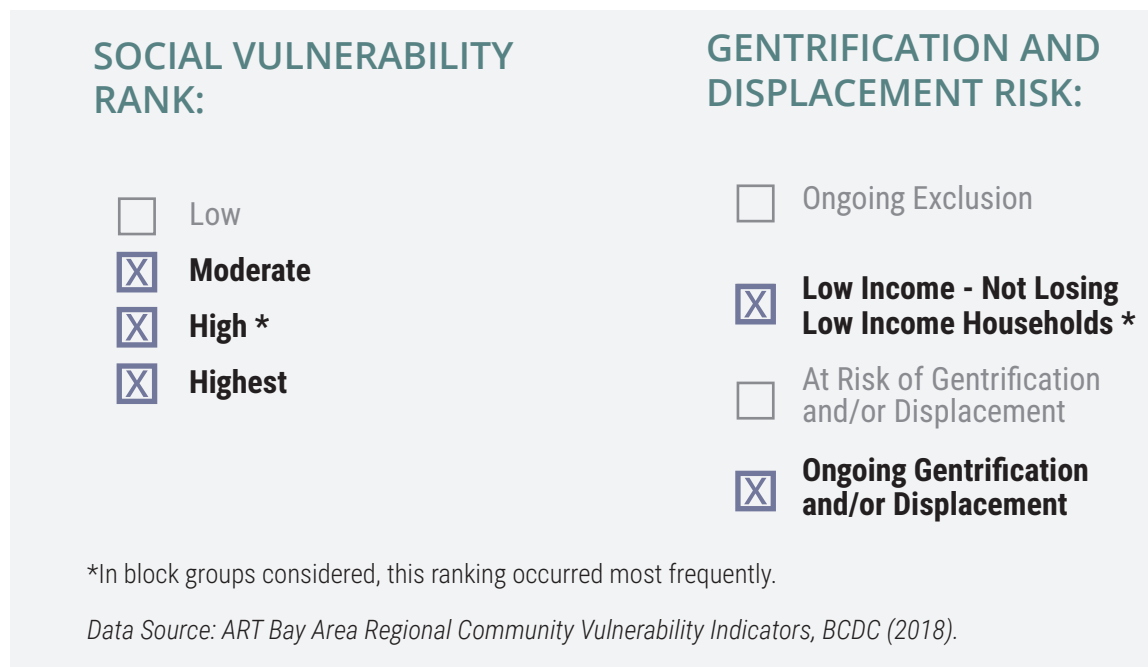 SOCIAL VULNERABILITY
RANK:
Low
X Moderate
X High *
X Highest
GENTRIFICATION AND
DISPLACEMENT RISK:
Ongoing Exclusion
X Low Income - Not Losing
Low Income Households *
At Risk of Gentrification
and/or Displacement
X Ongoing Gentrification
and/or Displacement
*In block groups considered, this ranking occurred most frequently.
Data Source: ART Bay Area Regional Community Vulnerability Indicators, BCDC (2018).